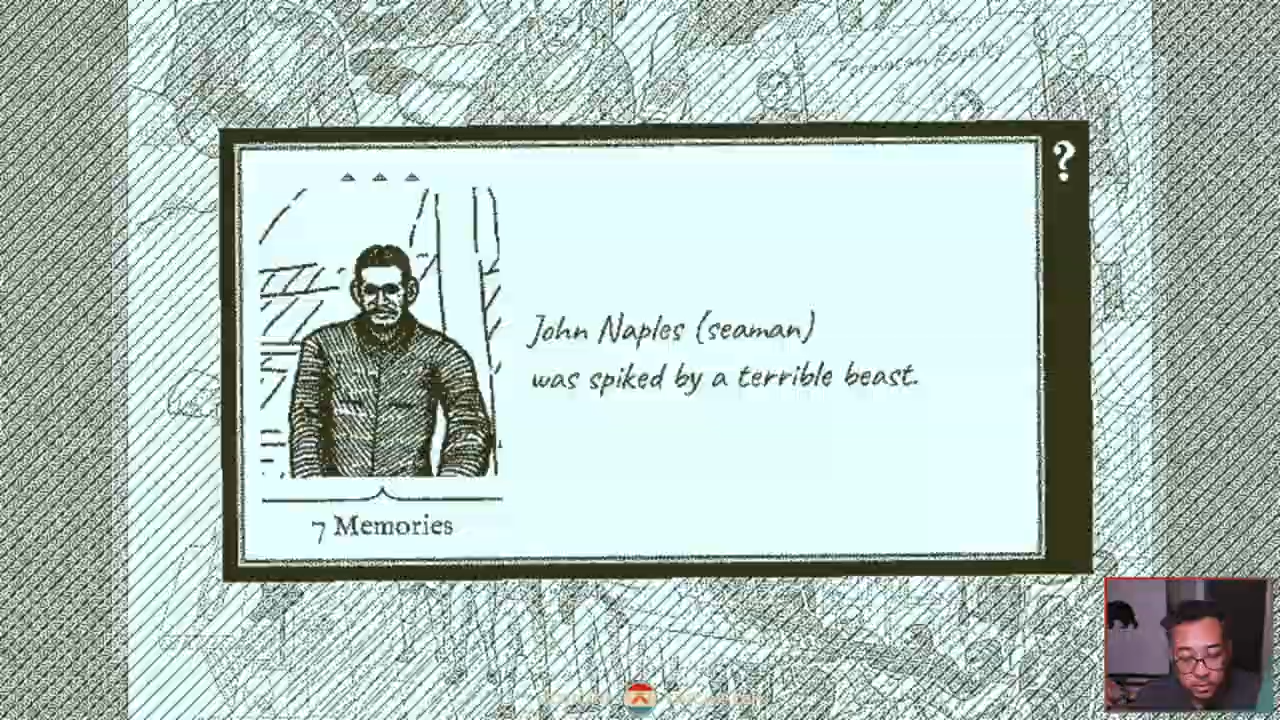 ?
John Naples (seaman)
was spiked by a terrible beast.
7 Memories